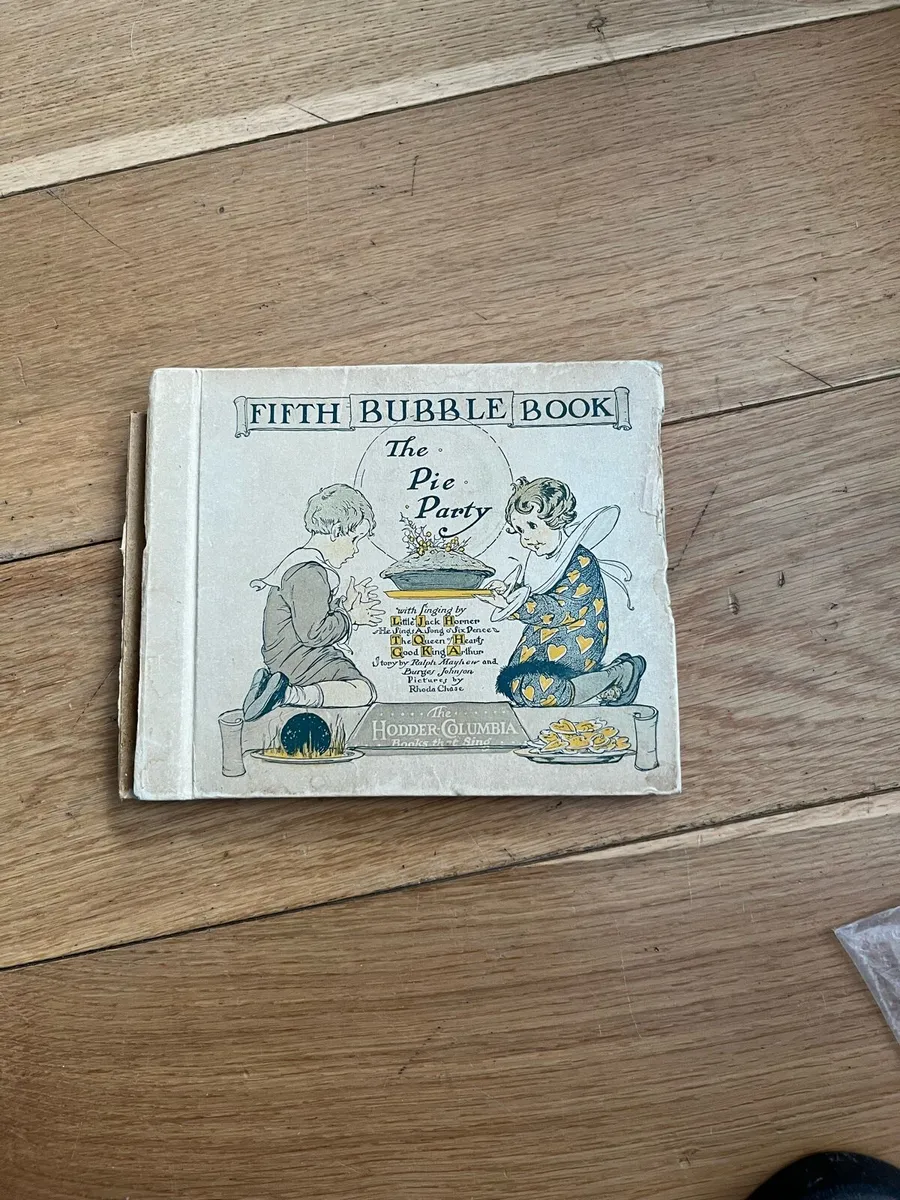 FIFTH BUBBLE BOOK
The
Pie
Party
with singing by
Little Jack Horner
He Sings A Song o' Six Pence
The Queen of Hearts
Good King Arthur
Story by Ralph Mayhew and
Burges Johnson
Pictures by
Rhoda Chase
The
HODDER-COLUMBIA
Books that Sing